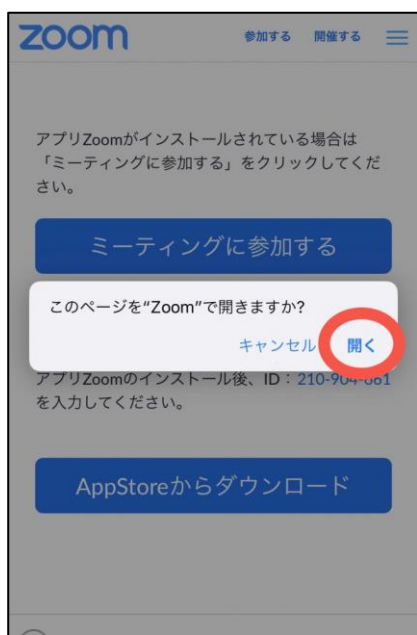 zoom 参加する 開催する
アプリZoomがインストールされている場合は
「ミーティングに参加する」をクリックしてくだ
さい。
ミーティングに参加する
このページを“Zoom”で開きますか?
キャンセル 開く
アプリZoomのインストール後、ID：210-904-661
を入力してください。
AppStoreからダウンロード